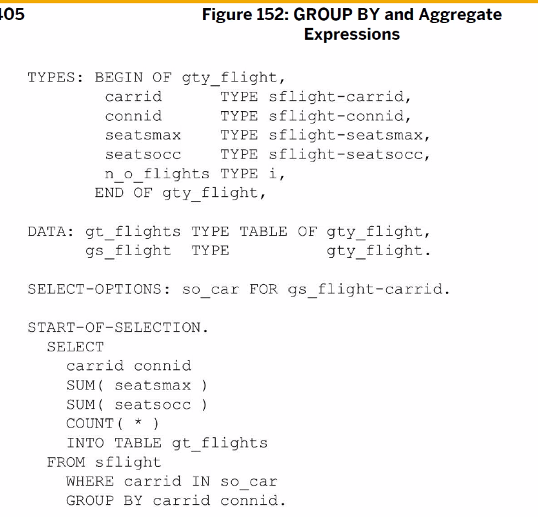 405
Figure 152: GROUP BY and Aggregate
Expressions
TYPES: BEGIN OF gty_flight,
carrid TYPE sflight-carrid,
connid TYPE sflight-connid,
seatsmax TYPE sflight-seatsmax,
seatsocc TYPE sflight-seatsocc,
n_o_flights TYPE i,
END OF gty_flight,
DATA: gt_flights TYPE TABLE OF gty_flight,
gs_flight TYPE gty_flight.
SELECT-OPTIONS: so_car FOR gs_flight-carrid.
START-OF-SELECTION.
SELECT
carrid connid
SUM( seatsmax )
SUM( seatsocc )
COUNT( * )
INTO TABLE gt_flights
FROM sflight
WHERE carrid IN so_car
GROUP BY carrid connid.